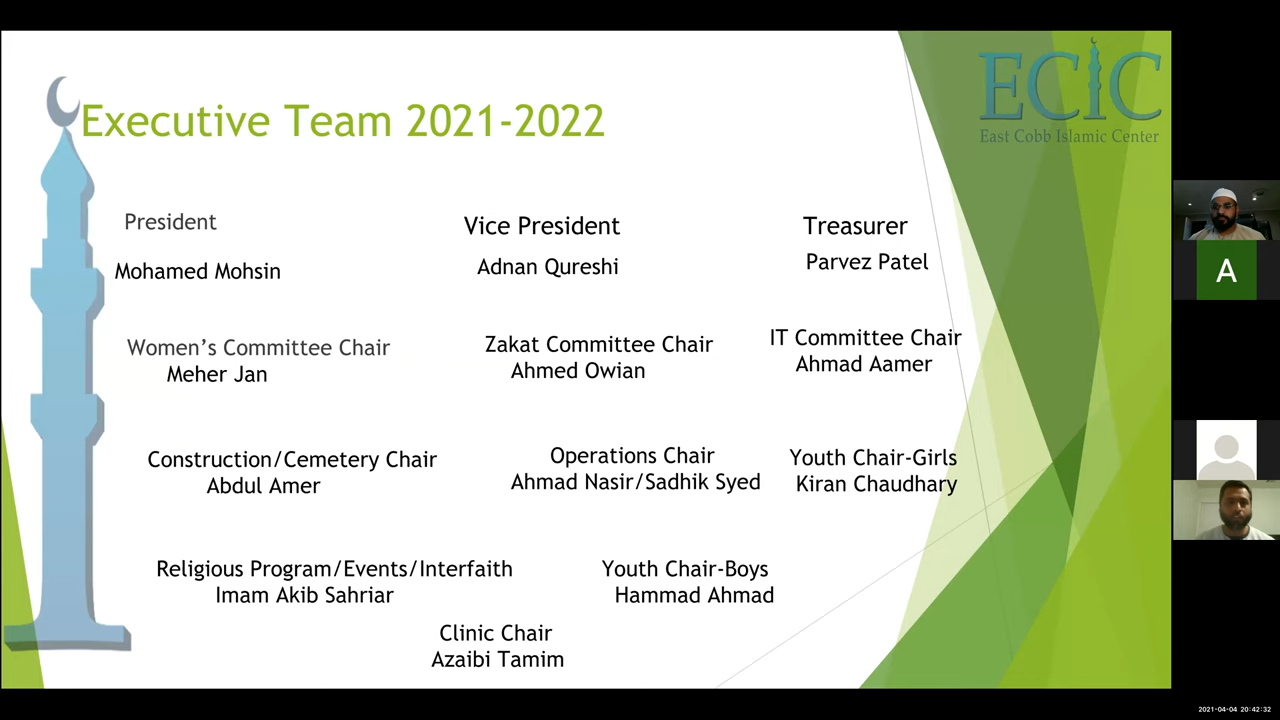 ECIC
East Cobb Islamic Center
Executive Team 2021-2022
President
Mohamed Mohsin
Vice President
Adnan Qureshi
Treasurer
Parvez Patel
Women’s Committee Chair
Meher Jan
Zakat Committee Chair
Ahmed Owian
IT Committee Chair
Ahmad Aamer
Construction/Cemetery Chair
Abdul Amer
Operations Chair
Ahmad Nasir/Sadhik Syed
Youth Chair-Girls
Kiran Chaudhary
Religious Program/Events/Interfaith
Imam Akib Sahriar
Youth Chair-Boys
Hammad Ahmad
Clinic Chair
Azaibi Tamim
A
2021-04-04 20:42:32